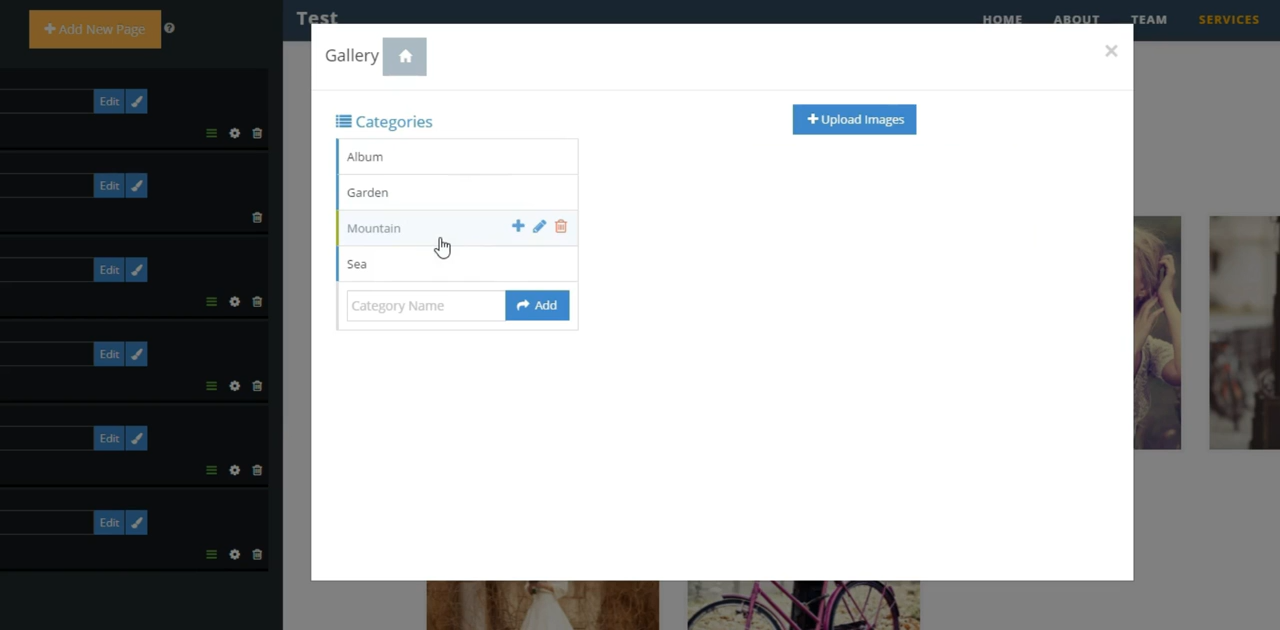 Add New Page
Test
HOME ABOUT TEAM SERVICES
Gallery
×
Categories
Upload Images
Album
Garden
Mountain
Sea
Category Name
Add
Edit
Edit
Edit
Edit
Edit
Edit